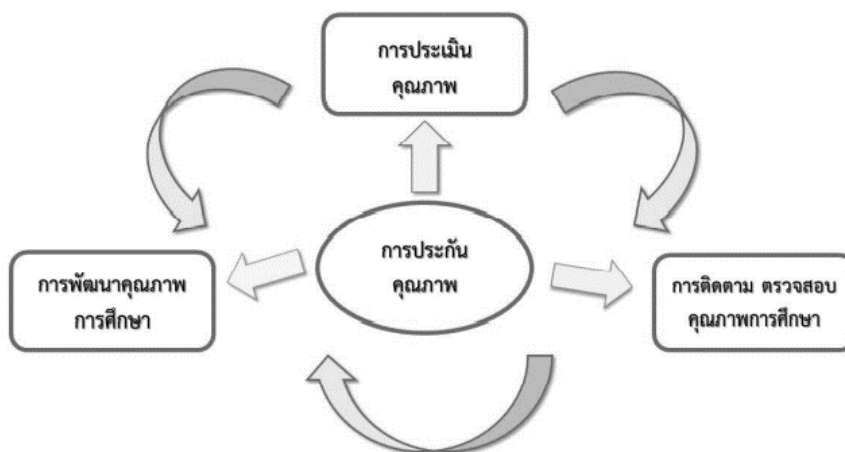 การประเมิน
คุณภาพ
การประกัน
คุณภาพ
การพัฒนาคุณภาพ
การศึกษา
การติดตาม ตรวจสอบ
คุณภาพการศึกษา